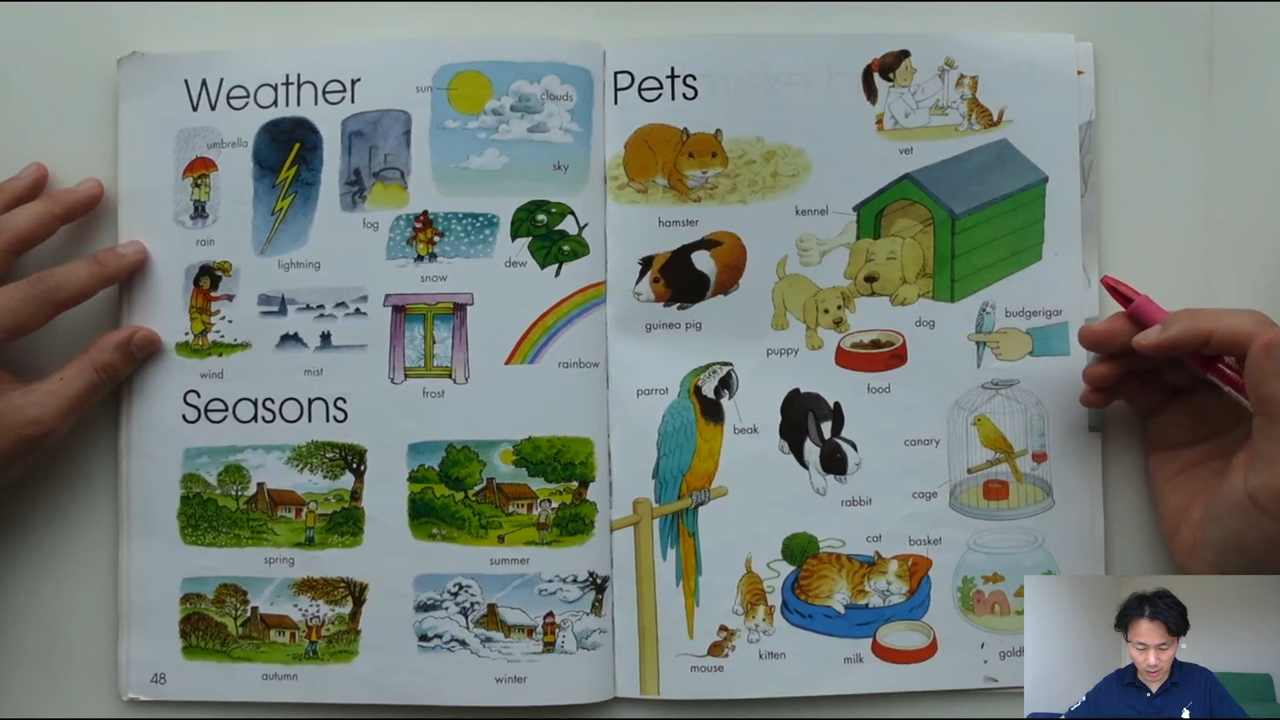 Weather
sun
clouds
umbrella
sky
rain
lightning
fog
snow
dew
wind
mist
frost
rainbow
Seasons
spring
summer
autumn
winter
48
Pets
vet
hamster
kennel
guinea pig
puppy
dog
budgerigar
food
parrot
beak
rabbit
canary
cage
cat
basket
mouse
kitten
milk